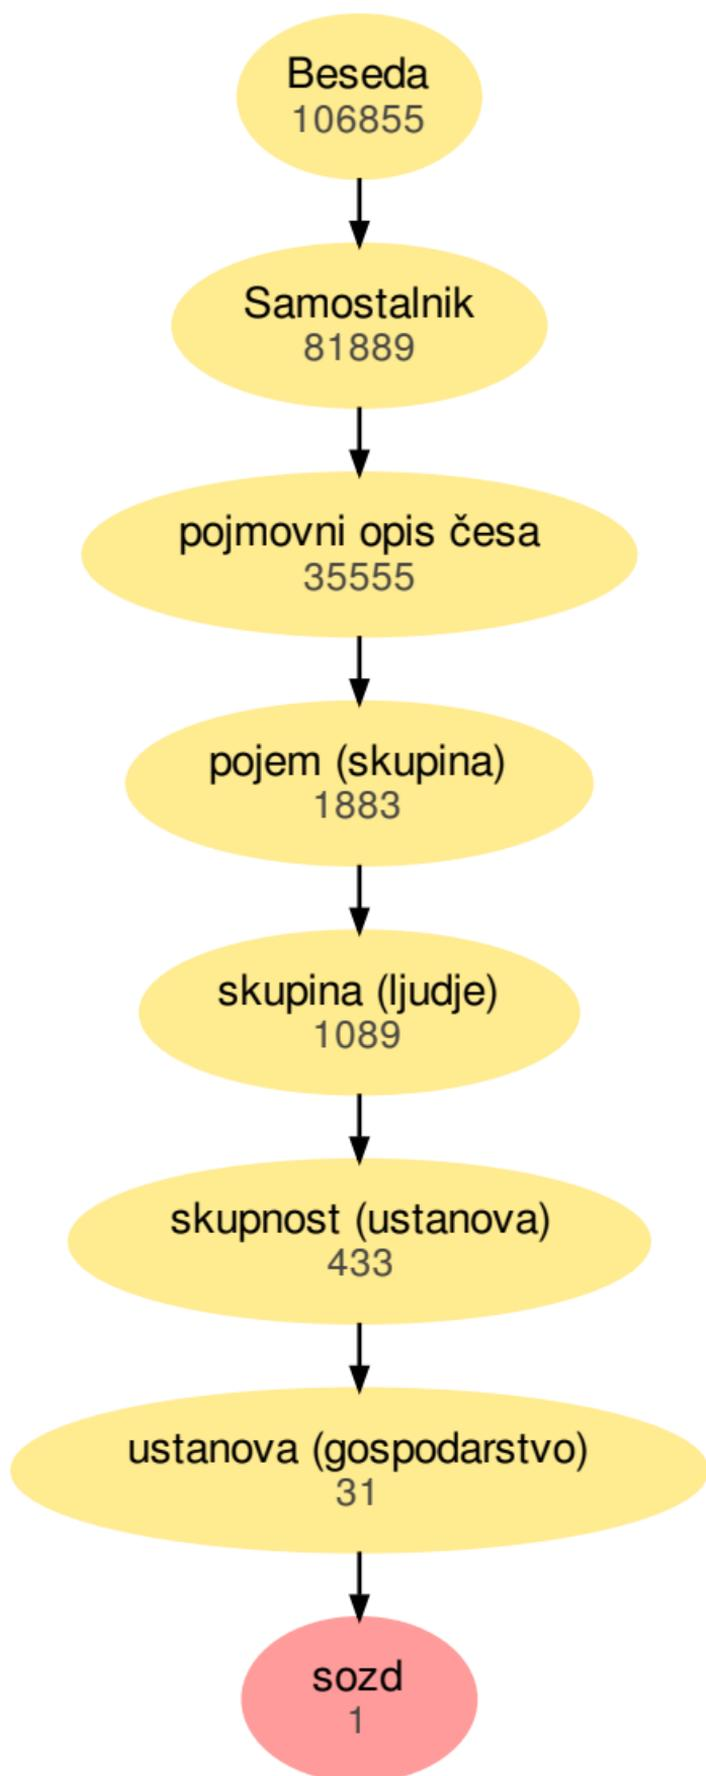 Beseda
106855
Samostalnik
81889
pojmovni opis česa
35555
pojem (skupina)
1883
skupina (ljudje)
1089
skupnost (ustanova)
433
ustanova (gospodarstvo)
31
sozd
1